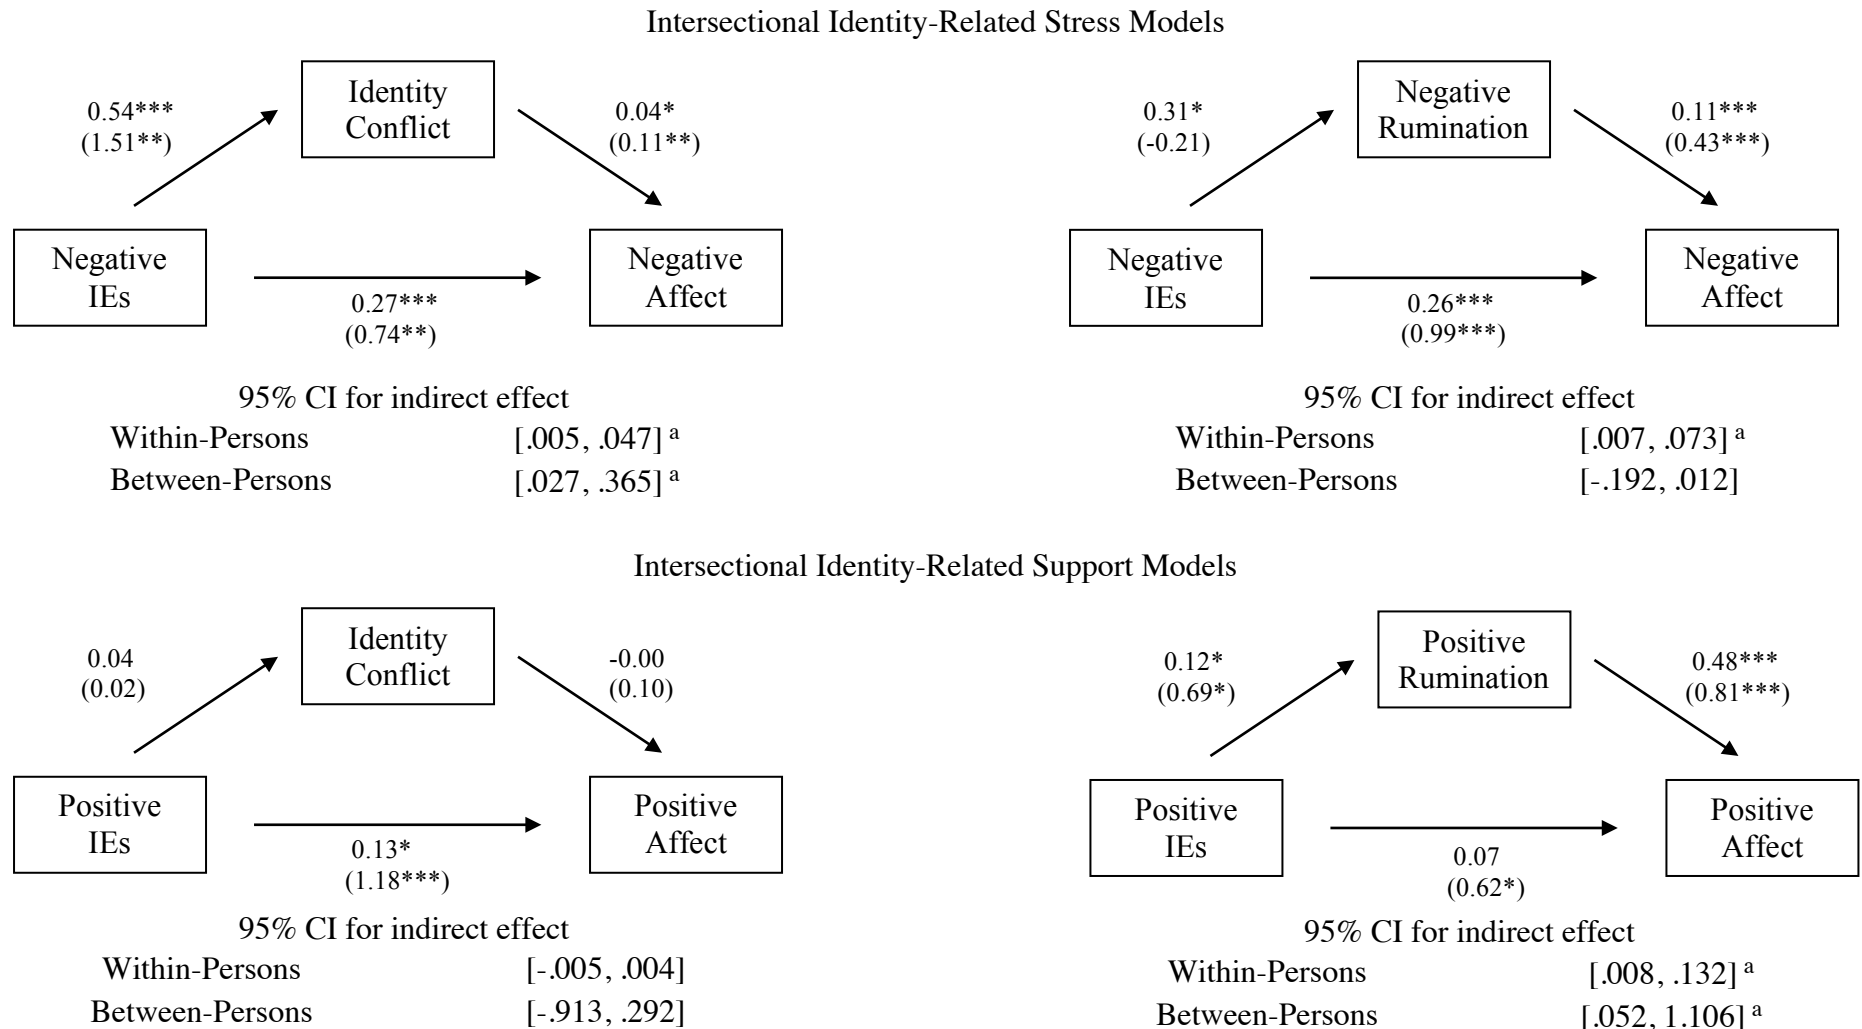 Intersectional Identity-Related Stress Models
0.54***
(1.51**)
Identity
Conflict
0.04*
(0.11**)
Negative
IEs
0.27***
(0.74**)
Negative
Affect
95% CI for indirect effect
Within-Persons [.005, .047] a
Between-Persons [.027, .365] a
0.31*
(-0.21)
Negative
Rumination
0.11***
(0.43***)
Negative
IEs
0.26***
(0.99***)
Negative
Affect
95% CI for indirect effect
Within-Persons [.007, .073] a
Between-Persons [-.192, .012]
Intersectional Identity-Related Support Models
0.04
(0.02)
Identity
Conflict
-0.00
(0.10)
Positive
IEs
0.13*
(1.18***)
Positive
Affect
95% CI for indirect effect
Within-Persons [-.005, .004]
Between-Persons [-.913, .292]
0.12*
(0.69*)
Positive
Rumination
0.48***
(0.81***)
Positive
IEs
0.07
(0.62*)
Positive
Affect
95% CI for indirect effect
Within-Persons [.008, .132] a
Between-Persons [.052, 1.106] a